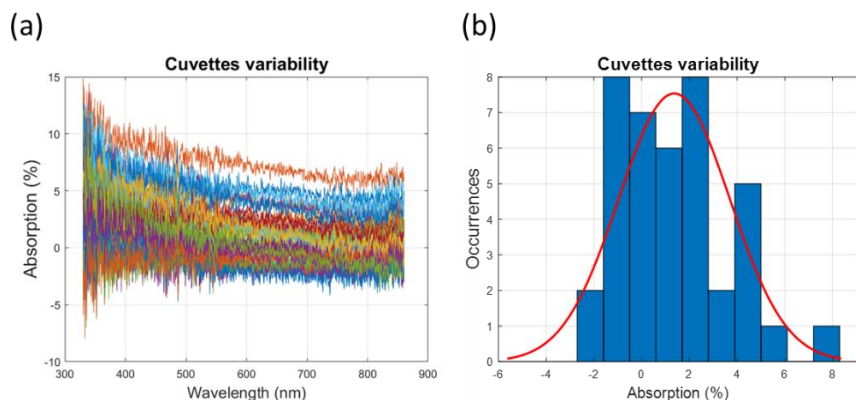 (a)
Cuvettes variability
15
10
5
0
-5
-10
300 400 500 600 700 800 900
Absorption (%)
Wavelength (nm)
(b)
Cuvettes variability
8
7
6
5
4
3
2
1
0
-6 -4 -2 0 2 4 6 8
Occurrences
Absorption (%)